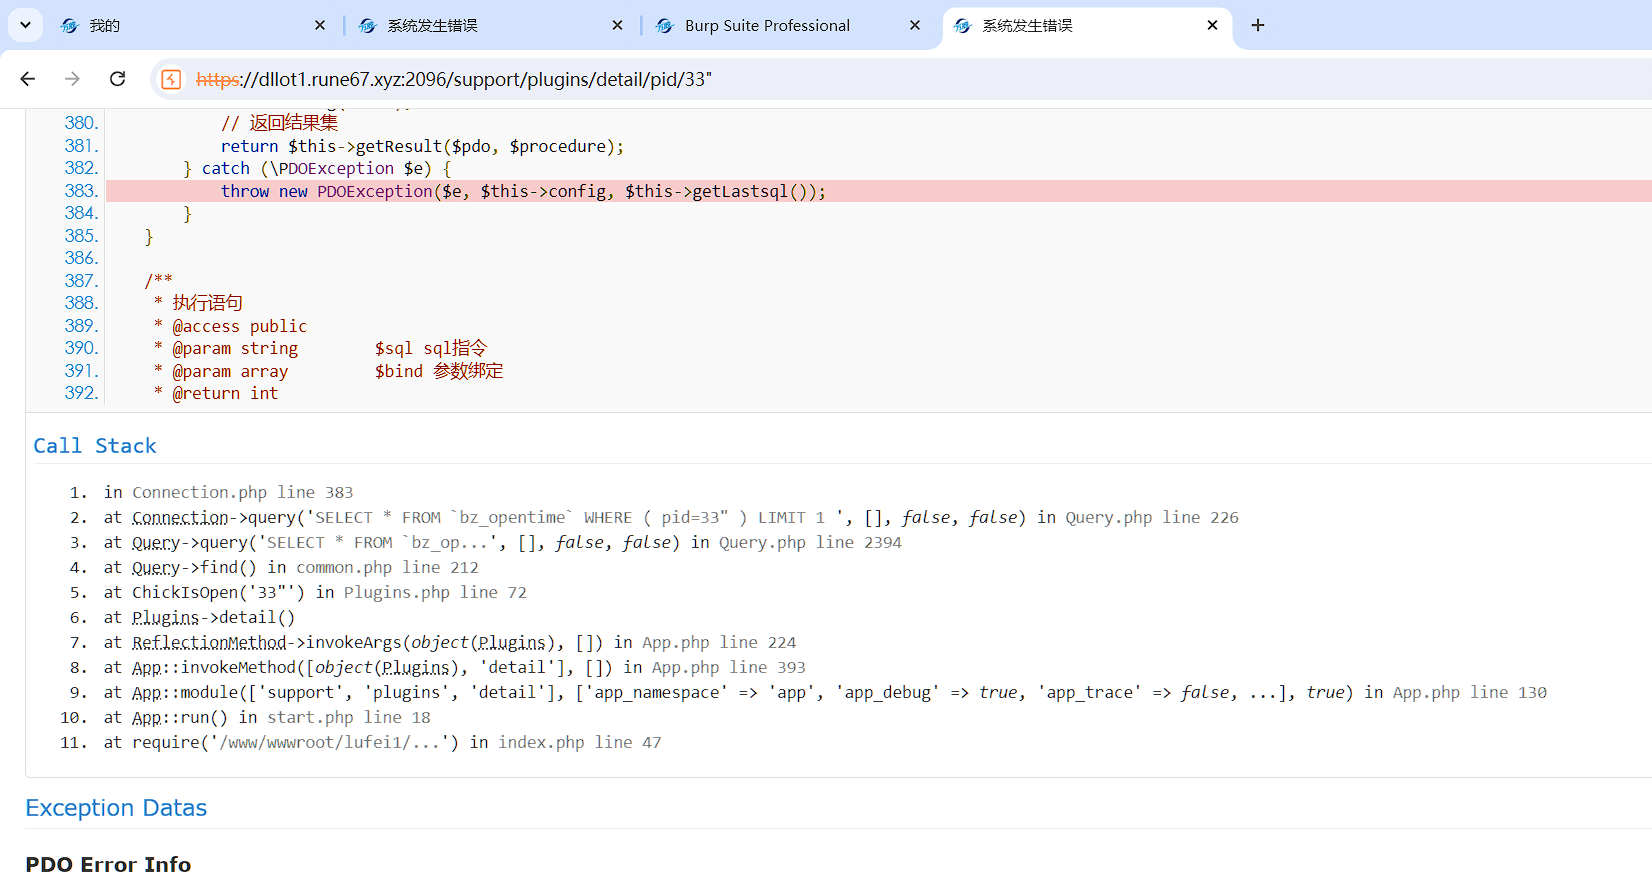 我的
系统发生错误
Burp Suite Professional
系统发生错误
https://dllot1.rune67.xyz:2096/support/plugins/detail/pid/33"
380. // 返回结果集
381. return $this->getResult($pdo, $procedure);
382. } catch (\PDOException $e) {
383. throw new PDOException($e, $this->config, $this->getLastsql());
384. }
385. }
386.
387. /**
388. * 执行语句
389. * @access public
390. * @param string $sql sql指令
391. * @param array $bind 参数绑定
392. * @return int
Call Stack
1. in Connection.php line 383
2. at Connection->query('SELECT * FROM `bz_opentime` WHERE ( pid=33" ) LIMIT 1 ', [], false, false) in Query.php line 226
3. at Query->query('SELECT * FROM `bz_op...', [], false, false) in Query.php line 2394
4. at Query->find() in common.php line 212
5. at ChickIsOpen('33"') in Plugins.php line 72
6. at Plugins->detail()
7. at ReflectionMethod->invokeArgs(object(Plugins), []) in App.php line 224
8. at App::invokeMethod([object(Plugins), 'detail'], []) in App.php line 393
9. at App::module(['support', 'plugins', 'detail'], ['app_namespace' => 'app', 'app_debug' => true, 'app_trace' => false, ...], true) in App.php line 130
10. at App::run() in start.php line 18
11. at require('/www/wwwroot/lufei1/...') in index.php line 47
Exception Datas
PDO Error Info